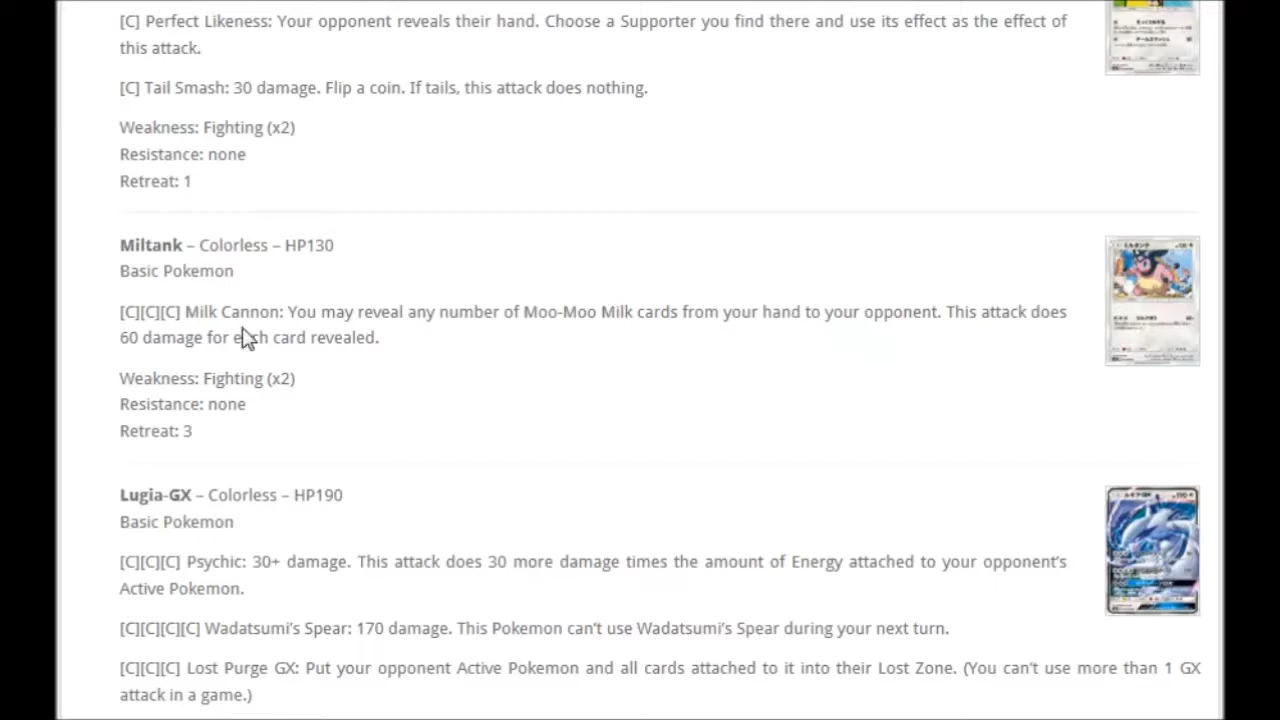 [C] Perfect Likeness: Your opponent reveals their hand. Choose a Supporter you find there and use its effect as the effect of
this attack.
[C] Tail Smash: 30 damage. Flip a coin. If tails, this attack does nothing.
Weakness: Fighting (x2)
Resistance: none
Retreat: 1
Miltank – Colorless – HP130
Basic Pokemon
[C][C][C] Milk Cannon: You may reveal any number of Moo-Moo Milk cards from your hand to your opponent. This attack does
60 damage for each card revealed.
Weakness: Fighting (x2)
Resistance: none
Retreat: 3
Lugia-GX – Colorless – HP190
Basic Pokemon
[C][C][C] Psychic: 30+ damage. This attack does 30 more damage times the amount of Energy attached to your opponent's
Active Pokemon.
[C][C][C][C] Wadatsumi's Spear: 170 damage. This Pokemon can't use Wadatsumi's Spear during your next turn.
[C][C][C] Lost Purge GX: Put your opponent Active Pokemon and all cards attached to it into their Lost Zone. (You can't use more than 1 GX
attack in a game.)